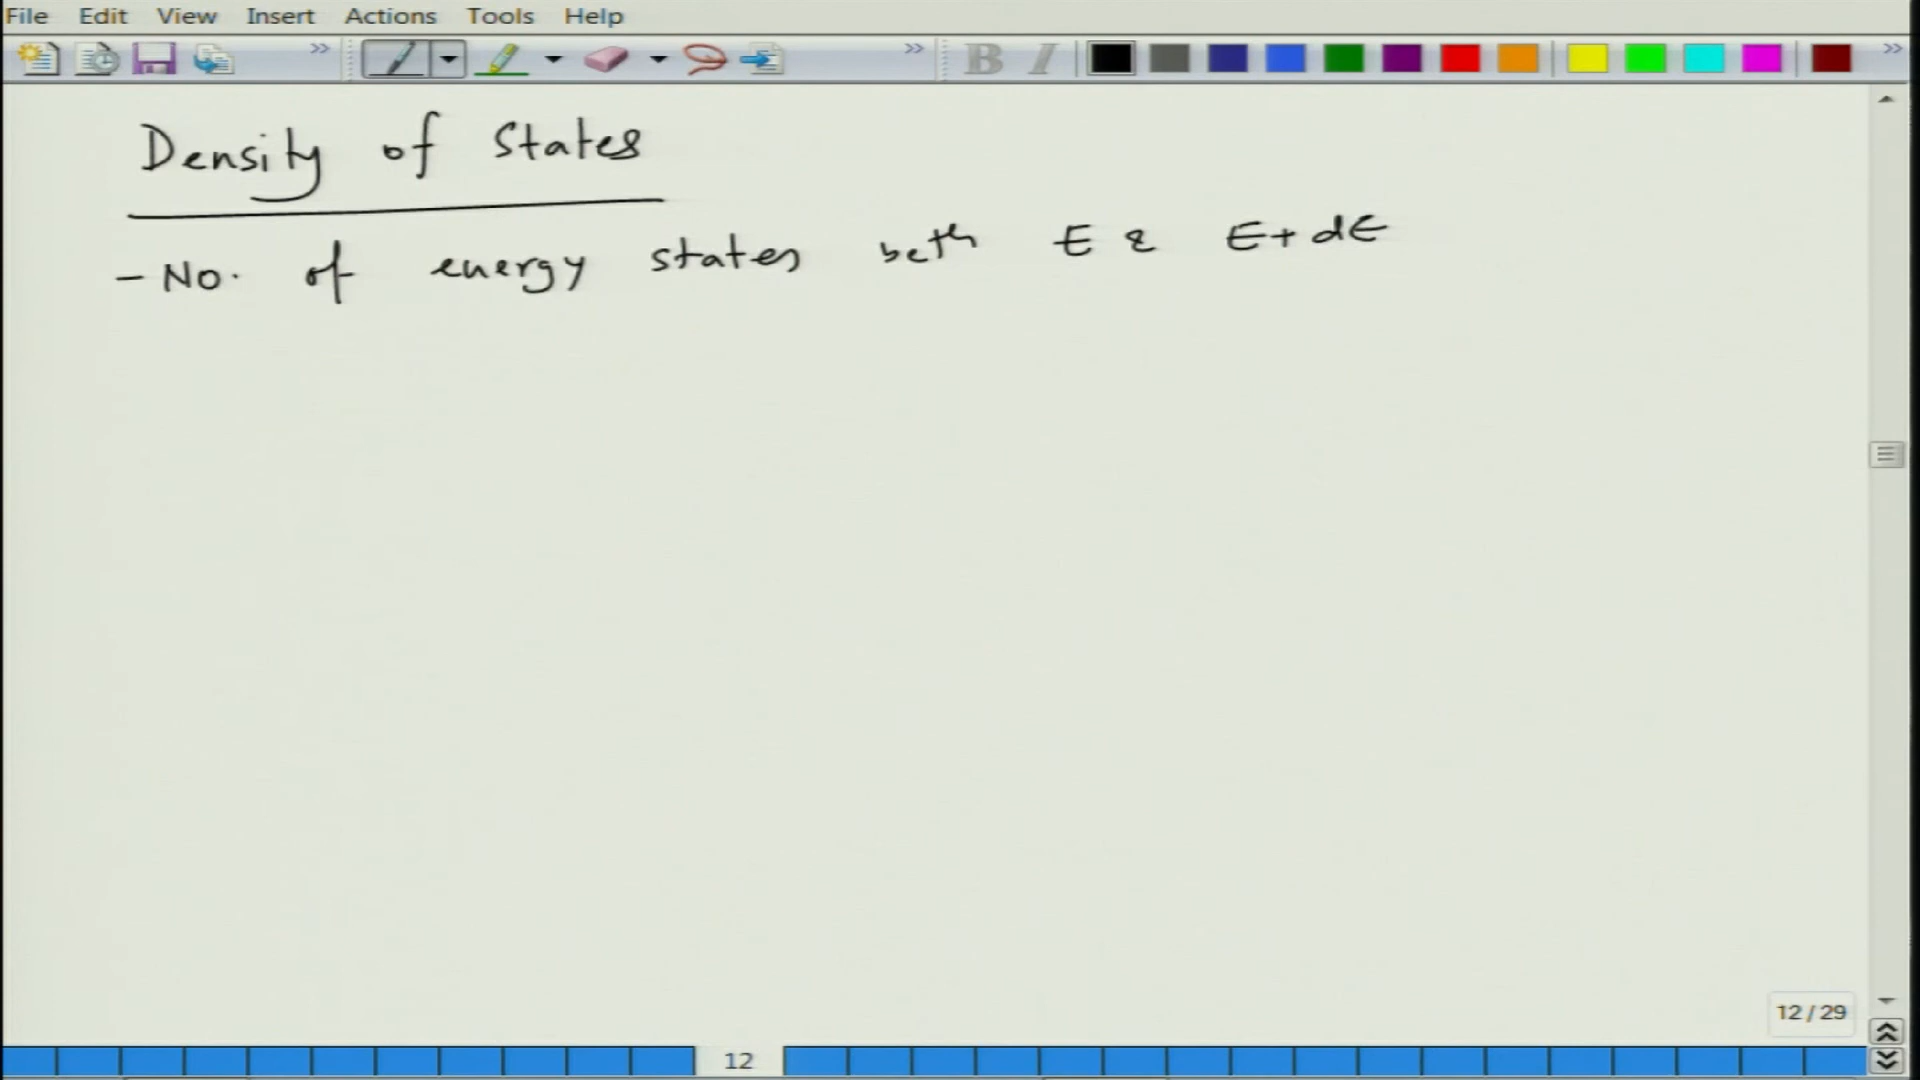 File Edit View Insert Actions Tools Help
B I
Density of States
- No. of energy states betn E & E+dE
12 / 29
12